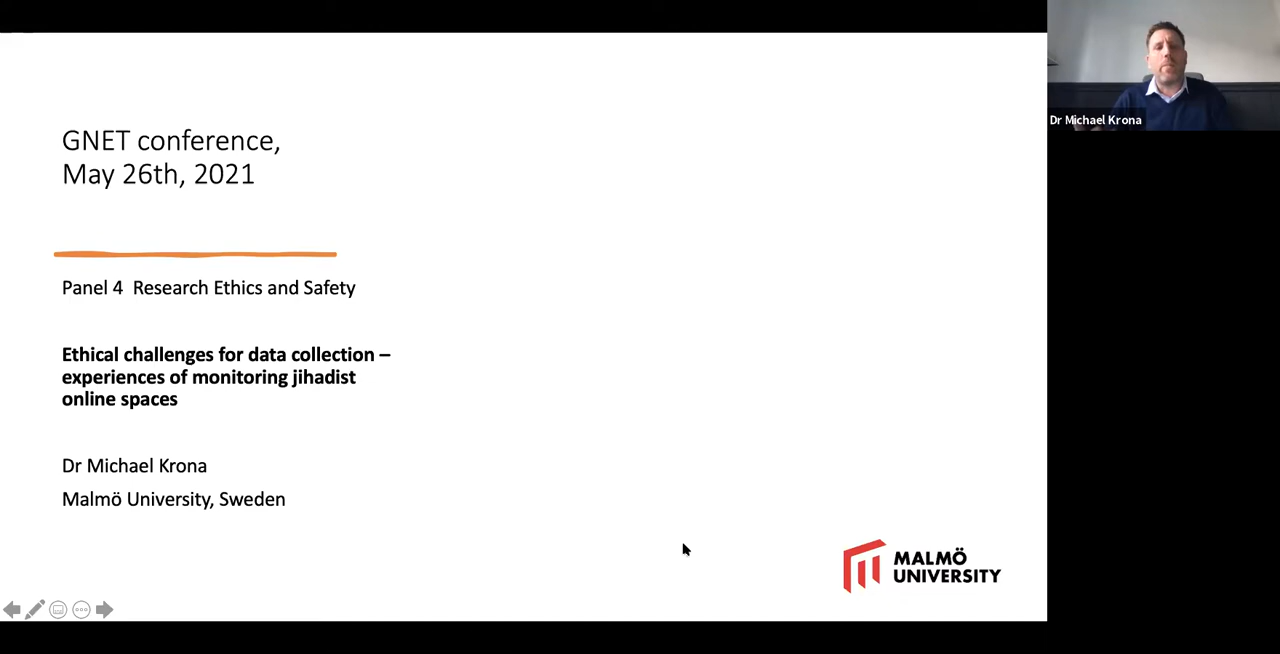 GNET conference,
May 26th, 2021
Panel 4 Research Ethics and Safety
Ethical challenges for data collection –
experiences of monitoring jihadist
online spaces
Dr Michael Krona
Malmö University, Sweden
MALMÖ
UNIVERSITY
Dr Michael Krona